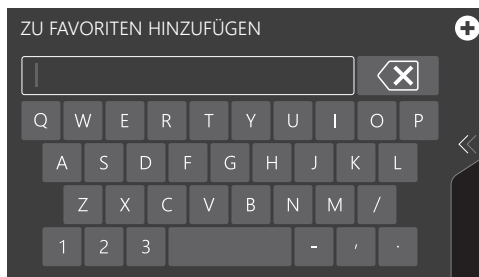 ZU FAVORITEN HINZUFÜGEN
Q W E R T Y U I O P
A S D F G H J K L
Z X C V B N M /
1 2 3 - , .